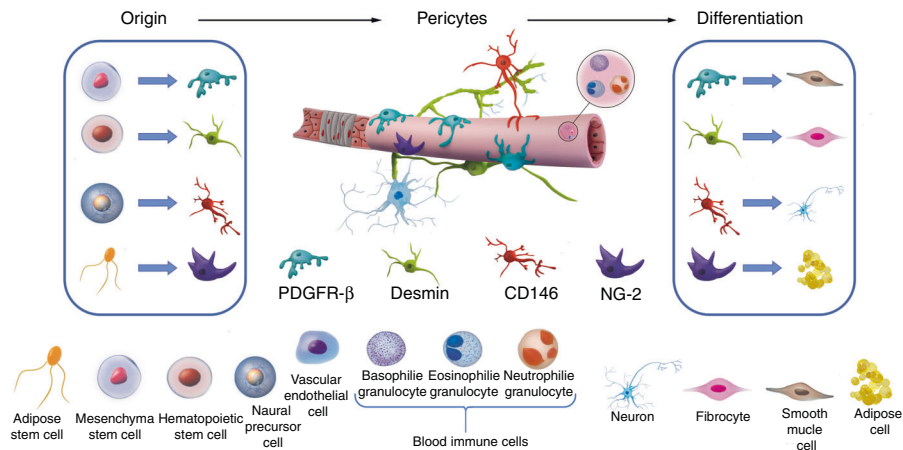 Origin
Pericytes
Differentiation
PDGFR-β
Desmin
CD146
NG-2
Adipose
stem cell
Mesenchyma
stem cell
Hematopoietic
stem cell
Naural
precursor
cell
Vascular
endothelial
cell
Basophilie
granulocyte
Eosinophilie
granulocyte
Neutrophilie
granulocyte
Blood immune cells
Neuron
Fibrocyte
Smooth
mucle
cell
Adipose
cell